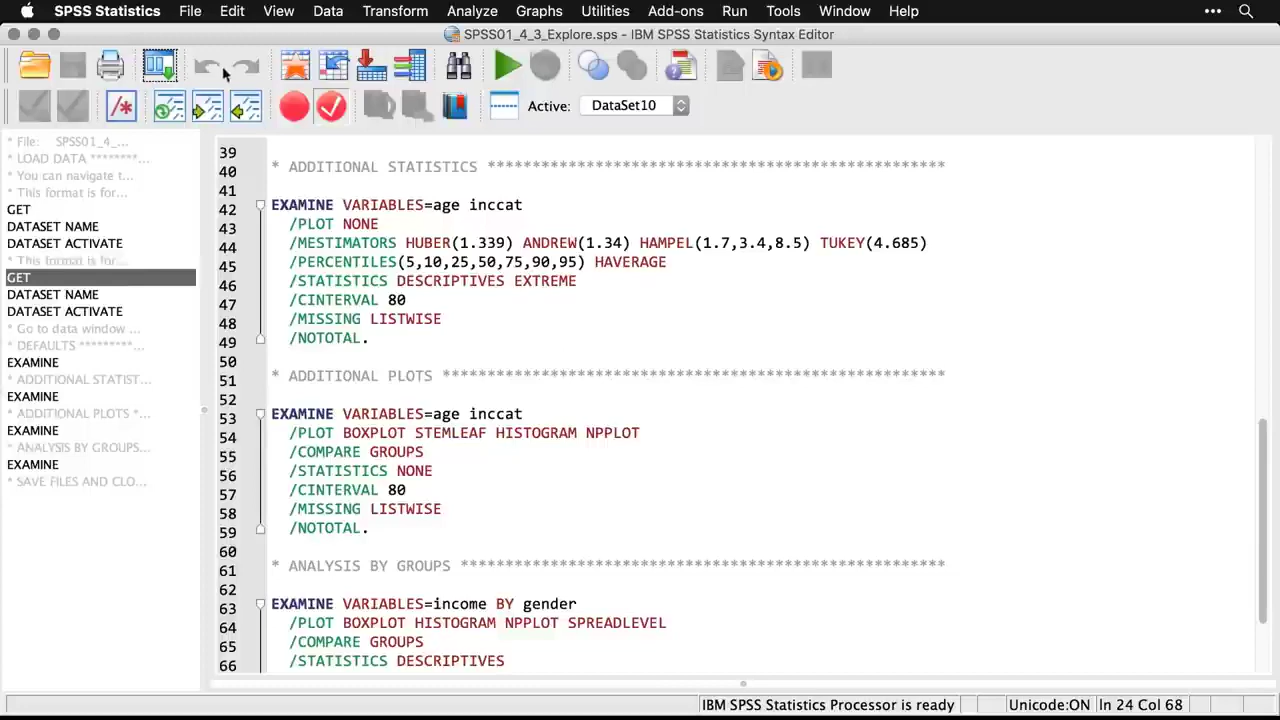 SPSS Statistics File Edit View Data Transform Analyze Graphs Utilities Add-ons Run Tools Window Help
SPSS01_4_3_Explore.sps - IBM SPSS Statistics Syntax Editor
Active: DataSet10
* File: SPSS01_4_...
* LOAD DATA ********...
* You can navigate t...
* This format is for...
GET
DATASET NAME
DATASET ACTIVATE
* This format is for...
GET
DATASET NAME
DATASET ACTIVATE
* Go to data window ...
* DEFAULTS *********...
EXAMINE
* ADDITIONAL STATIST...
EXAMINE
* ADDITIONAL PLOTS *...
EXAMINE
* ANALYSIS BY GROUPS...
EXAMINE
* SAVE FILES AND CLO...
39
40 * ADDITIONAL STATISTICS ***************************************************
41
42 EXAMINE VARIABLES=age inccat
43 /PLOT NONE
44 /MESTIMATORS HUBER(1.339) ANDREW(1.34) HAMPEL(1.7,3.4,8.5) TUKEY(4.685)
45 /PERCENTILES(5,10,25,50,75,90,95) HAVERAGE
46 /STATISTICS DESCRIPTIVES EXTREME
47 /CINTERVAL 80
48 /MISSING LISTWISE
49 /NOTOTAL.
50
51 * ADDITIONAL PLOTS ********************************************************
52
53 EXAMINE VARIABLES=age inccat
54 /PLOT BOXPLOT STEMLEAF HISTOGRAM NPPLOT
55 /COMPARE GROUPS
56 /STATISTICS NONE
57 /CINTERVAL 80
58 /MISSING LISTWISE
59 /NOTOTAL.
60
61 * ANALYSIS BY GROUPS ******************************************************
62
63 EXAMINE VARIABLES=income BY gender
64 /PLOT BOXPLOT HISTOGRAM NPPLOT SPREADLEVEL
65 /COMPARE GROUPS
66 /STATISTICS DESCRIPTIVES
IBM SPSS Statistics Processor is ready Unicode:ON In 24 Col 68